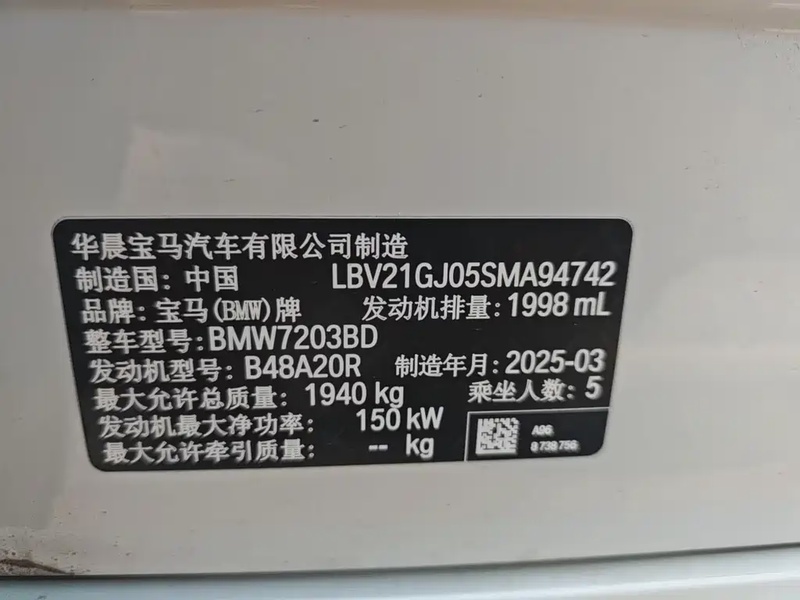 华晨宝马汽车有限公司制造
制造国: 中国 LBV21GJ05SMA94742
品牌: 宝马(BMW)牌 发动机排量: 1998 mL
整车型号: BMW7203BD
发动机型号: B48A20R 制造年月: 2025-03
最大允许总质量: 1940 kg 乘坐人数: 5
发动机最大净功率: 150 kW
最大允许牵引质量: -- kg
A96
8 738 756